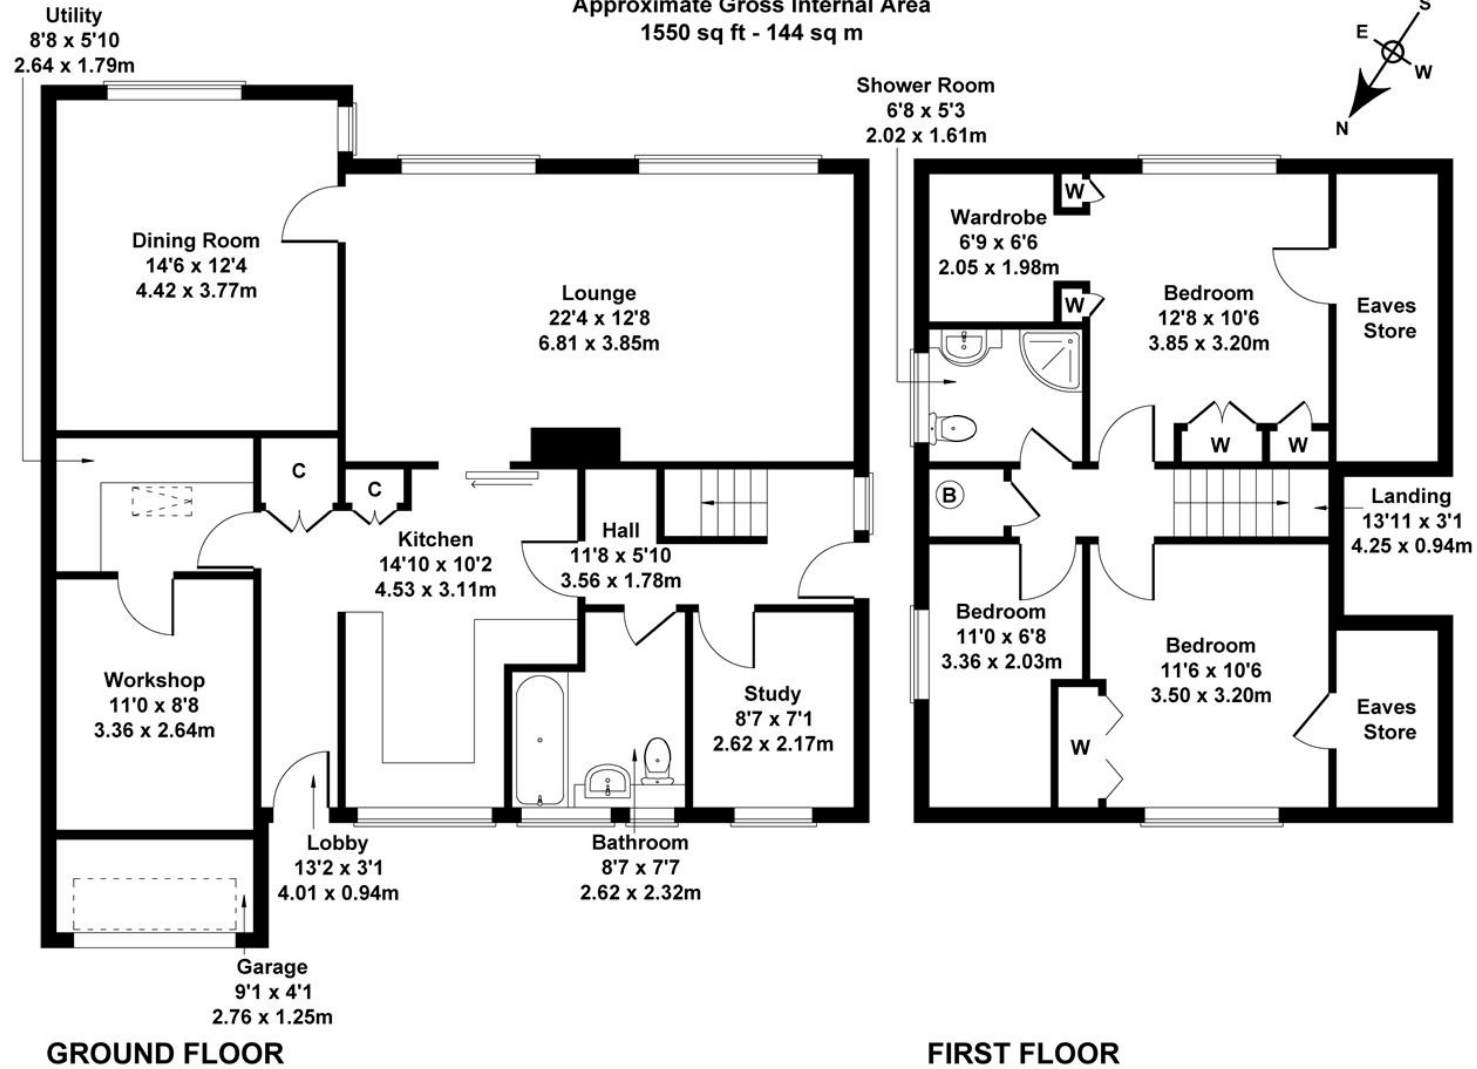 Approximate Gross Internal Area
1550 sq ft - 144 sq m
S
E
W
N
Utility
8'8 x 5'10
2.64 x 1.79m
Dining Room
14'6 x 12'4
4.42 x 3.77m
Lounge
22'4 x 12'8
6.81 x 3.85m
C
C
Kitchen
14'10 x 10'2
4.53 x 3.11m
Hall
11'8 x 5'10
3.56 x 1.78m
Workshop
11'0 x 8'8
3.36 x 2.64m
Study
8'7 x 7'1
2.62 x 2.17m
Lobby
13'2 x 3'1
4.01 x 0.94m
Bathroom
8'7 x 7'7
2.62 x 2.32m
Garage
9'1 x 4'1
2.76 x 1.25m
GROUND FLOOR
Shower Room
6'8 x 5'3
2.02 x 1.61m
W
Wardrobe
6'9 x 6'6
2.05 x 1.98m
W
Bedroom
12'8 x 10'6
3.85 x 3.20m
Eaves
Store
W
W
B
Landing
13'11 x 3'1
4.25 x 0.94m
Bedroom
11'0 x 6'8
3.36 x 2.03m
Bedroom
11'6 x 10'6
3.50 x 3.20m
W
Eaves
Store
FIRST FLOOR